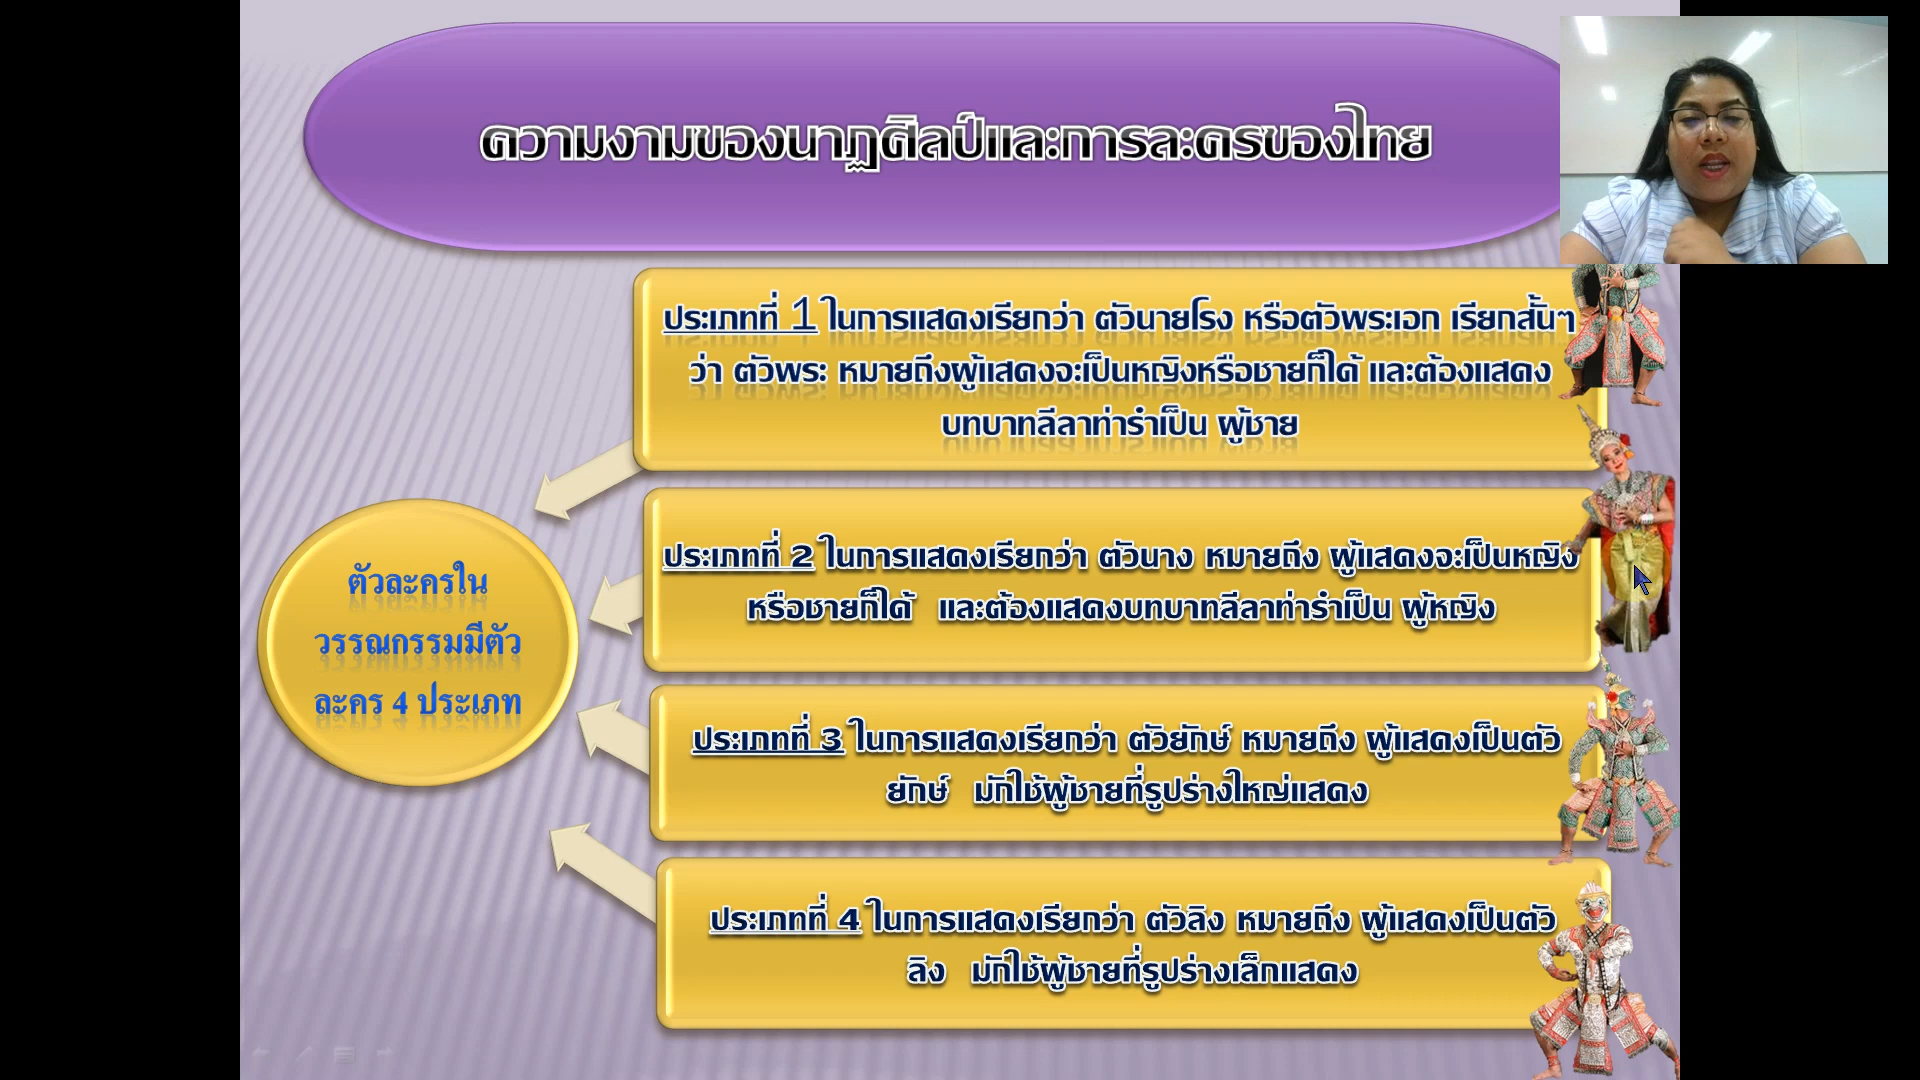 ความงามของนาฏศิลป์และการละครของไทย
ประเภทที่ 1 ในการแสดงเรียกว่า ตัวนายโรง หรือตัวพระเอก เรียกสั้นๆ
ว่า ตัวพระ หมายถึงผู้แสดงจะเป็นหญิงหรือชายก็ได้ และต้องแสดง
บทบาทลีลาท่ารำเป็น ผู้ชาย
ประเภทที่ 2 ในการแสดงเรียกว่า ตัวนาง หมายถึง ผู้แสดงจะเป็นหญิง
หรือชายก็ได้ และต้องแสดงบทบาทลีลาท่ารำเป็น ผู้หญิง
ตัวละครใน
วรรณกรรมมีตัว
ละคร 4 ประเภท
ประเภทที่ 3 ในการแสดงเรียกว่า ตัวยักษ์ หมายถึง ผู้แสดงเป็นตัว
ยักษ์ มักใช้ผู้ชายที่รูปร่างใหญ่แสดง
ประเภทที่ 4 ในการแสดงเรียกว่า ตัวลิง หมายถึง ผู้แสดงเป็นตัว
ลิง มักใช้ผู้ชายที่รูปร่างเล็กแสดง